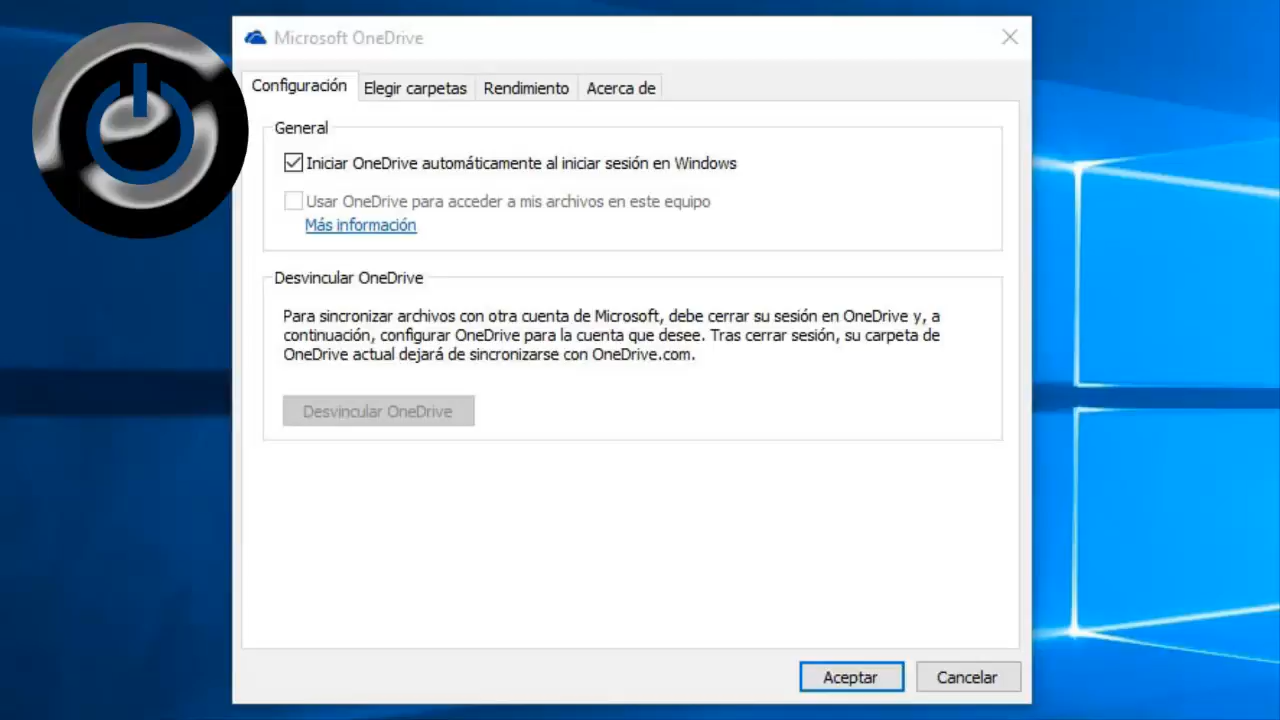 Microsoft OneDrive
Configuración
Elegir carpetas
Rendimiento
Acerca de
General
Iniciar OneDrive automáticamente al iniciar sesión en Windows
Usar OneDrive para acceder a mis archivos en este equipo
Más información
Desvincular OneDrive
Para sincronizar archivos con otra cuenta de Microsoft, debe cerrar su sesión en OneDrive y, a
continuación, configurar OneDrive para la cuenta que desee. Tras cerrar sesión, su carpeta de
OneDrive actual dejará de sincronizarse con OneDrive.com.
Desvincular OneDrive
Aceptar
Cancelar